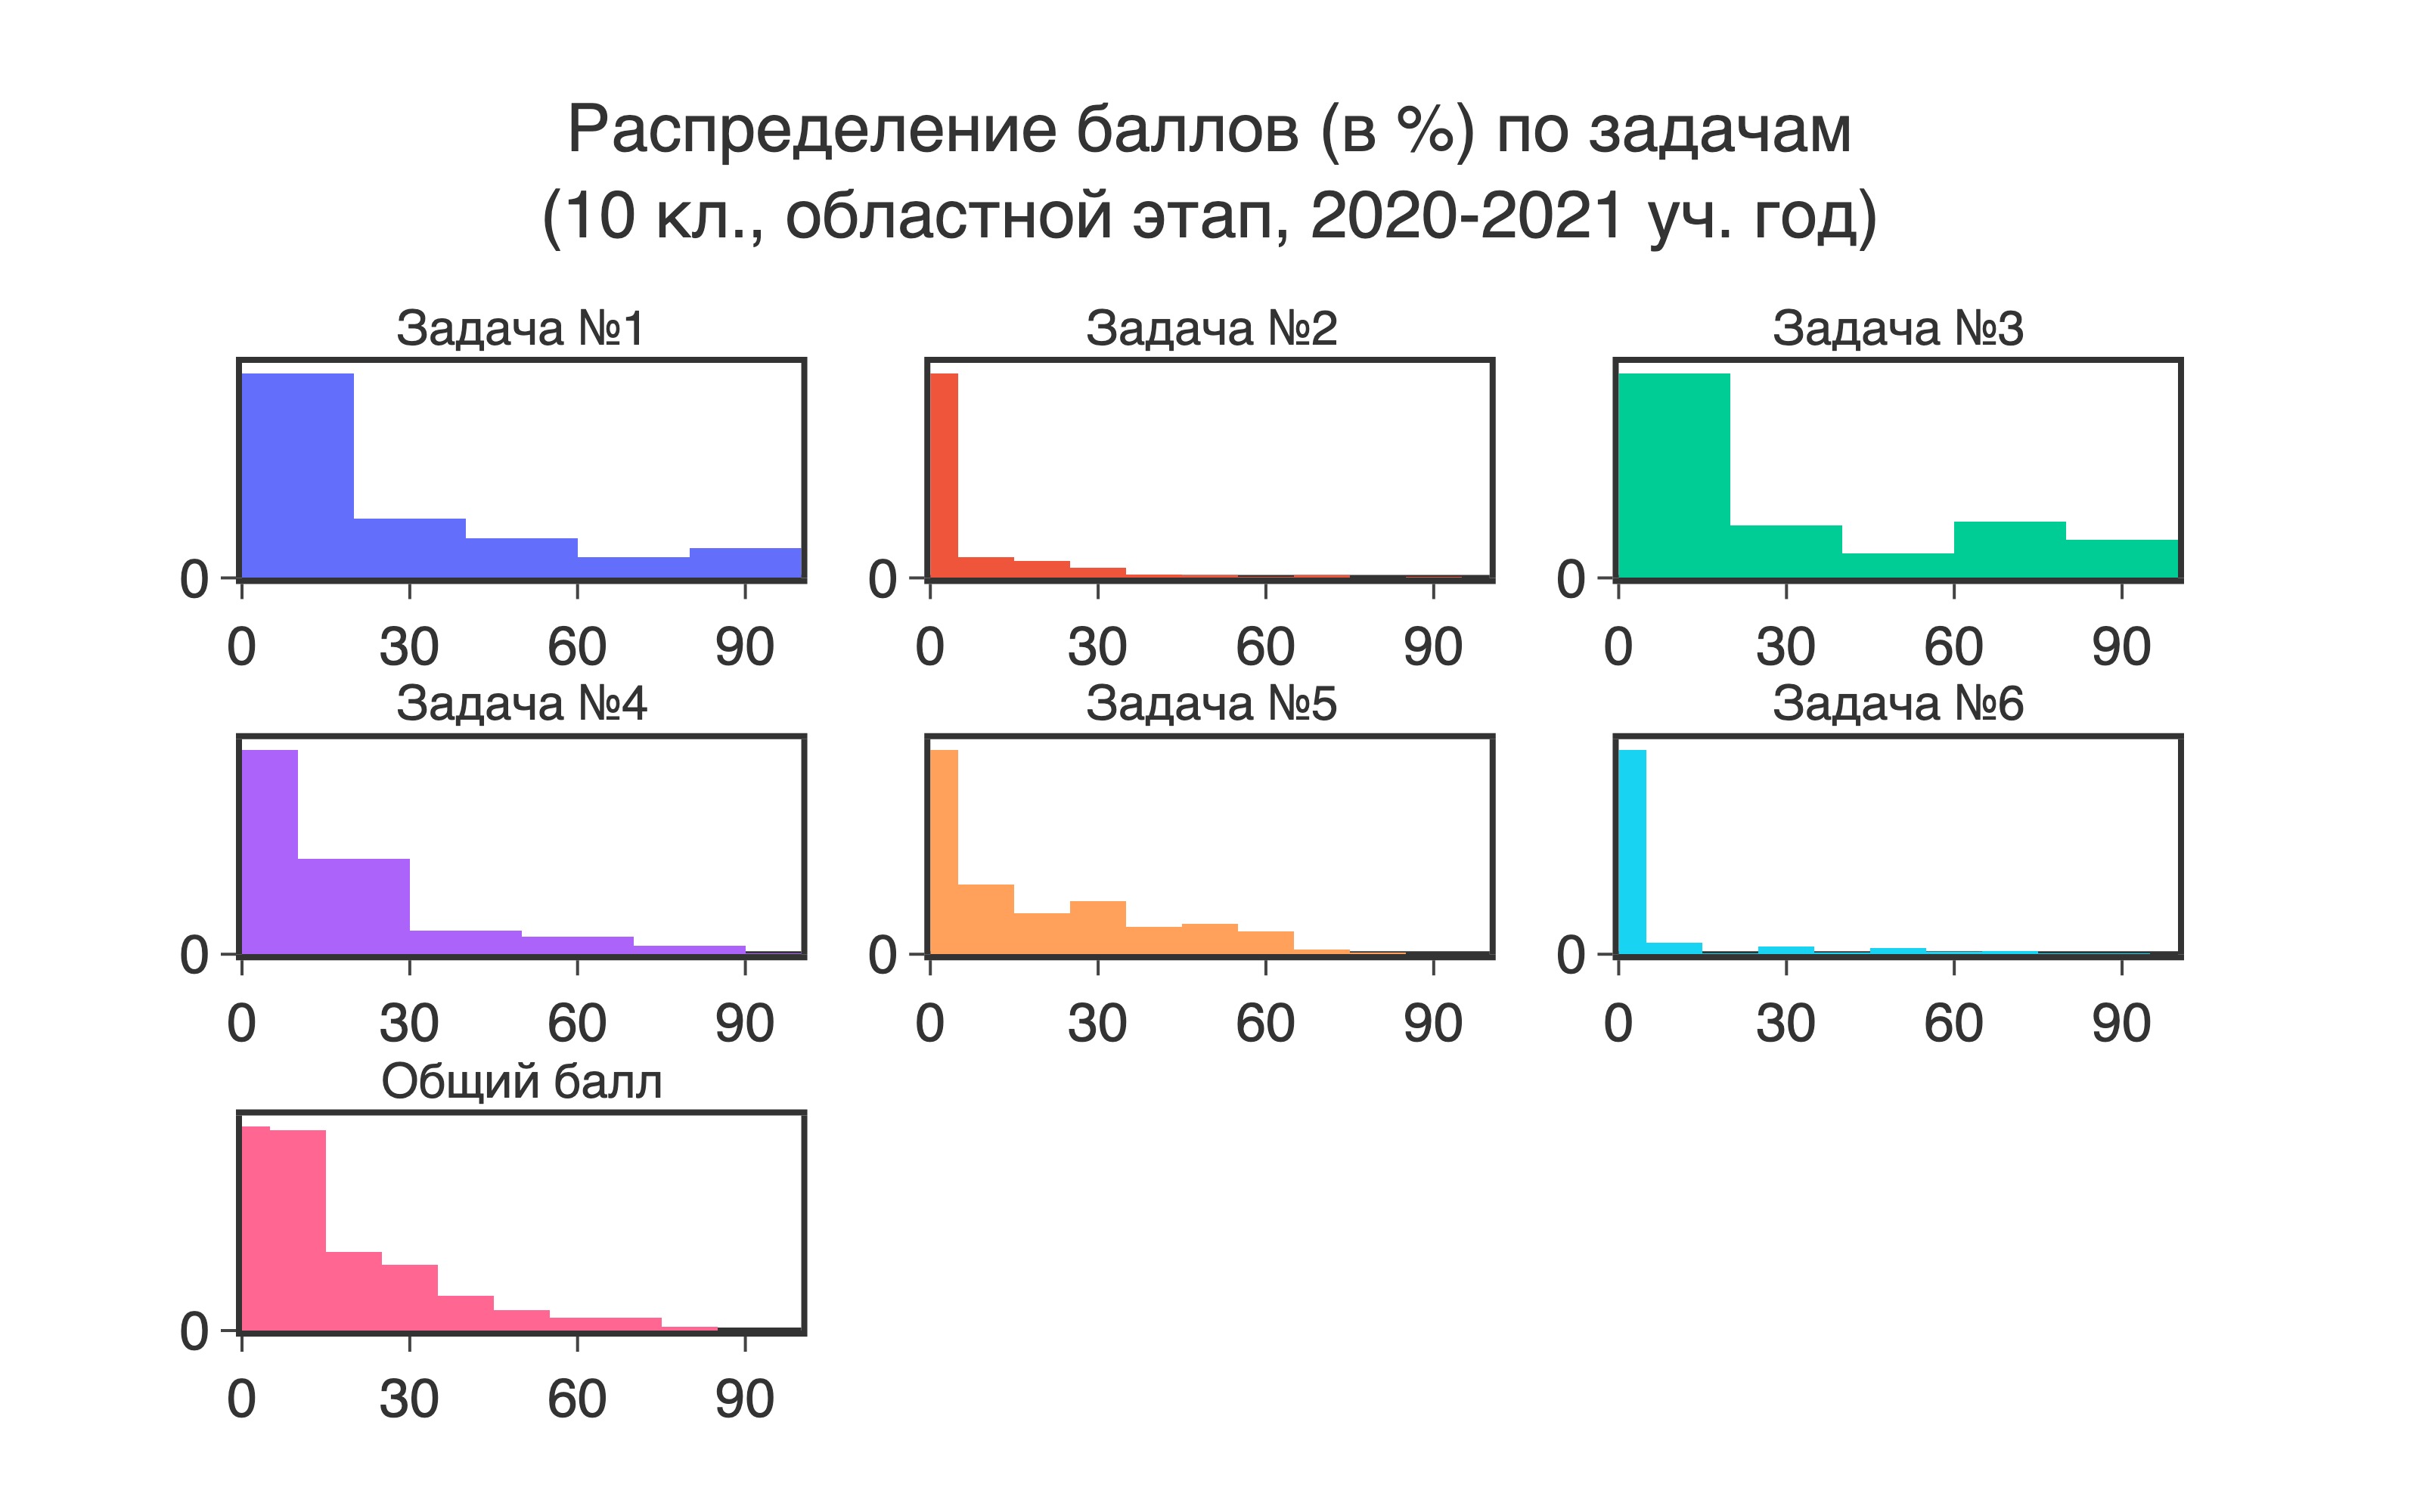 Распределение баллов (в %) по задачам
(10 кл., областной этап, 2020-2021 уч. год)
Задача №1
Задача №2
Задача №3
0
0
0
0 30 60 90
0 30 60 90
0 30 60 90
Задача №4
Задача №5
Задача №6
0
0
0
0 30 60 90
0 30 60 90
0 30 60 90
Общий балл
0
0 30 60 90